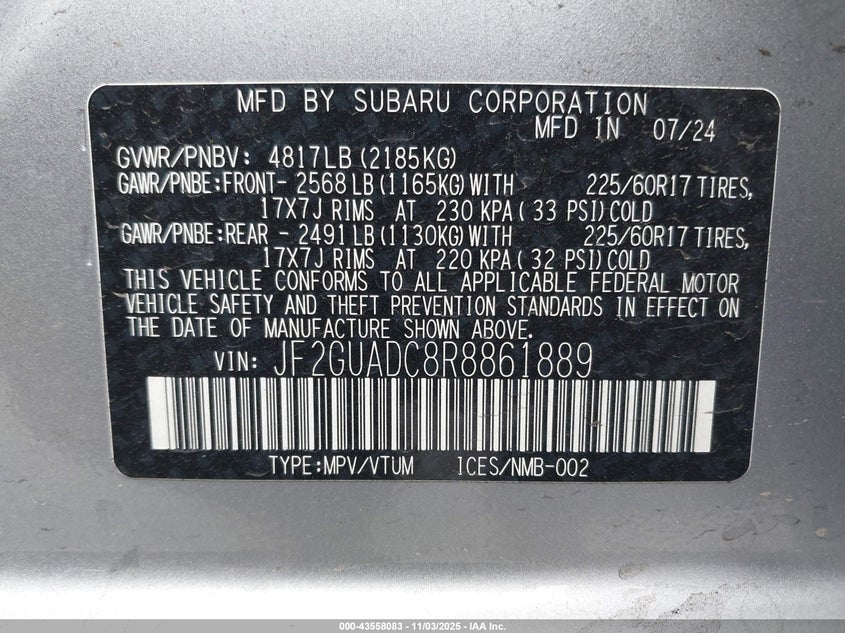 MFD BY SUBARU CORPORATION
MFD IN 07/24
GVWR/PNBV: 4817LB (2185KG)
GAWR/PNBE:FRONT- 2568 LB (1165KG) WITH 225/60R17 TIRES,
17X7J RIMS AT 230 KPA ( 33 PSI) COLD
GAWR/PNBE:REAR - 2491 LB (1130KG) WITH 225/60R17 TIRES,
17X7J RIMS AT 220 KPA ( 32 PSI) COLD
THIS VEHICLE CONFORMS TO ALL APPLICABLE FEDERAL MOTOR
VEHICLE SAFETY AND THEFT PREVENTION STANDARDS IN EFFECT ON
THE DATE OF MANUFACTURE SHOWN ABOVE.
VIN: JF2GUADC8R8861889
TYPE:MPV/VTUM ICES/NMB-002
000-43558083 - 11/03/2025 - IAA Inc.